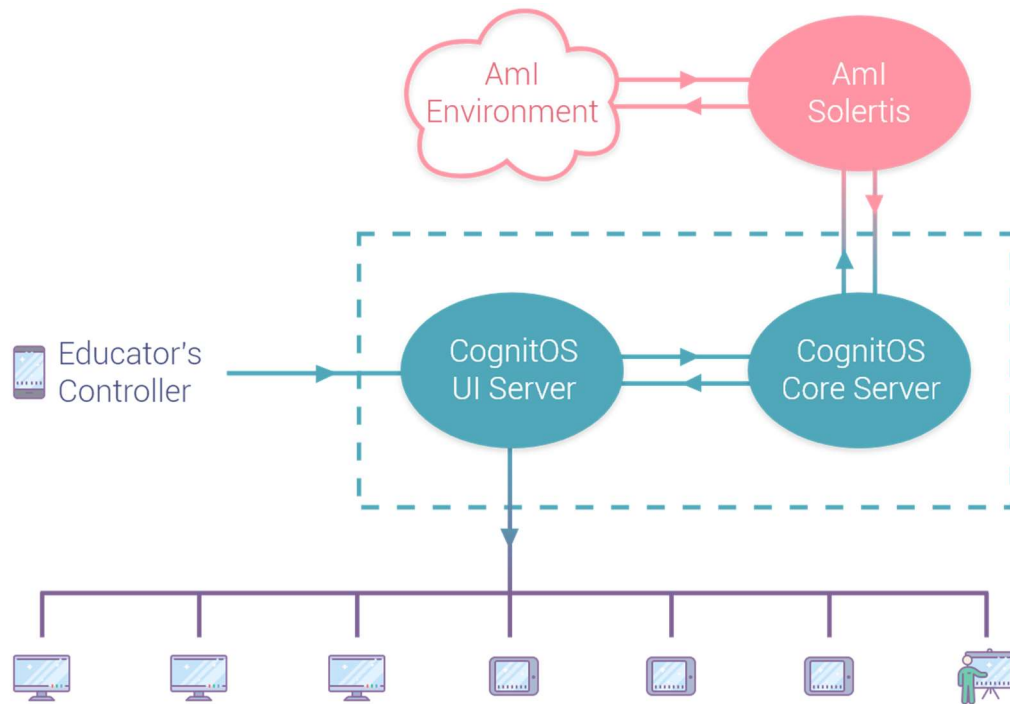 AmI
Environment
AmI
Solertis
Educator's
Controller
CognitOS
UI Server
CognitOS
Core Server